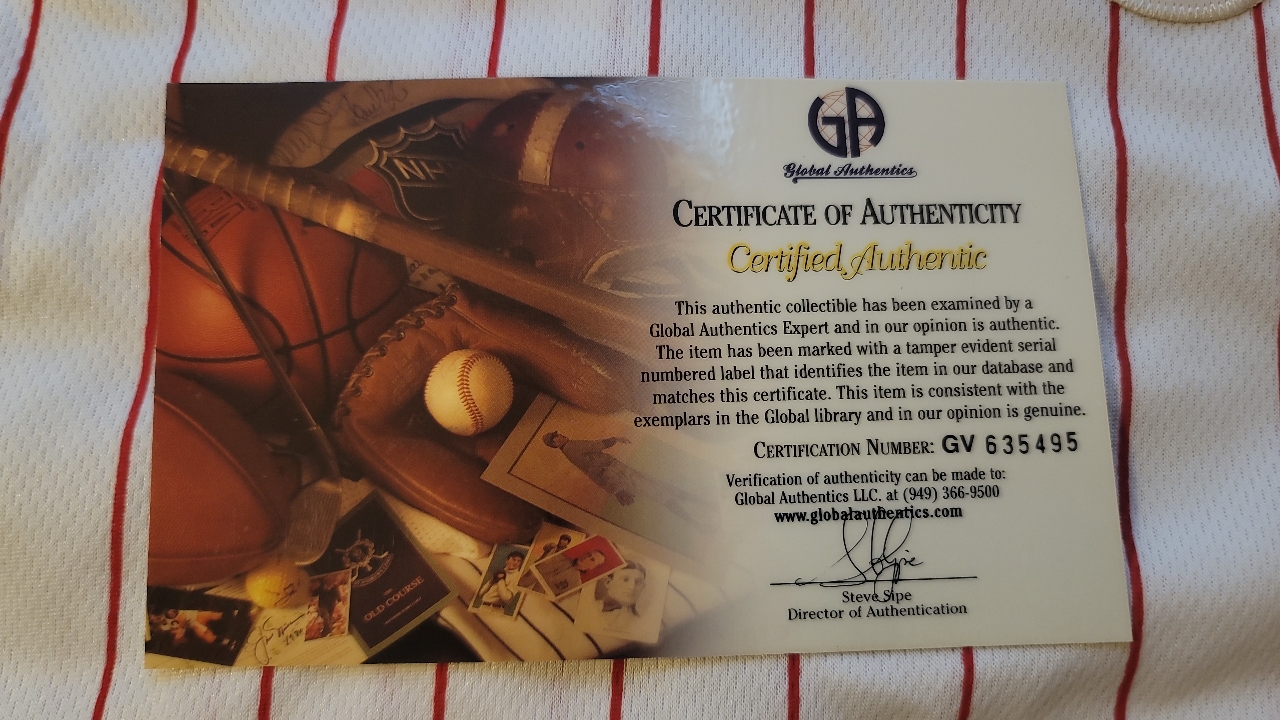 NH
GA
Global Authentics
CERTIFICATE OF AUTHENTICITY
Certified Authentic
This authentic collectible has been examined by a
Global Authentics Expert and in our opinion is authentic.
The item has been marked with a tamper evident serial
numbered label that identifies the item in our database and
matches this certificate. This item is consistent with the
exemplars in the Global library and in our opinion is genuine.
CERTIFICATION NUMBER: GV 635495
Verification of authenticity can be made to:
Global Authentics LLC. at (949) 366-9500
www.globalauthentics.com
Steve Sipe
Director of Authentication
OLD COURSE